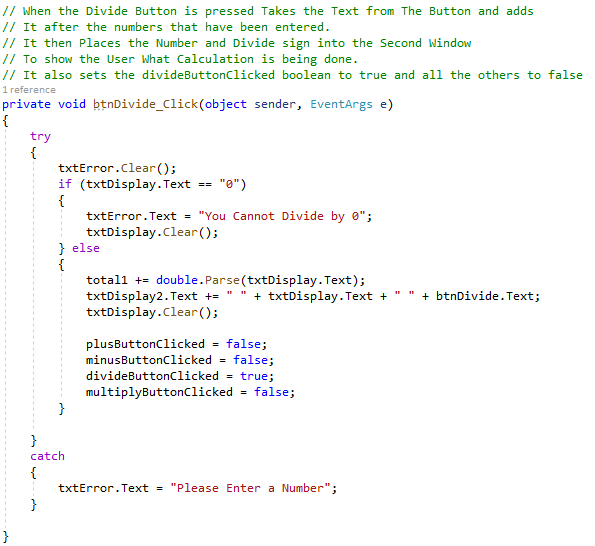 // When the Divide Button is pressed Takes the Text from The Button and adds
// It after the numbers that have been entered.
// It then Places the Number and Divide sign into the Second Window
// To show the User What Calculation is being done.
// It also sets the divideButtonClicked boolean to true and all the others to false
1 reference
private void btnDivide_Click(object sender, EventArgs e)
{
    try
    {
        txtError.Clear();
        if (txtDisplay.Text == "0")
        {
            txtError.Text = "You Cannot Divide by 0";
            txtDisplay.Clear();
        } else
        {
            total1 += double.Parse(txtDisplay.Text);
            txtDisplay2.Text += " " + txtDisplay.Text + " " + btnDivide.Text;
            txtDisplay.Clear();

            plusButtonClicked = false;
            minusButtonClicked = false;
            divideButtonClicked = true;
            multiplyButtonClicked = false;
        }

    }
    catch
    {
        txtError.Text = "Please Enter a Number";
    }

}